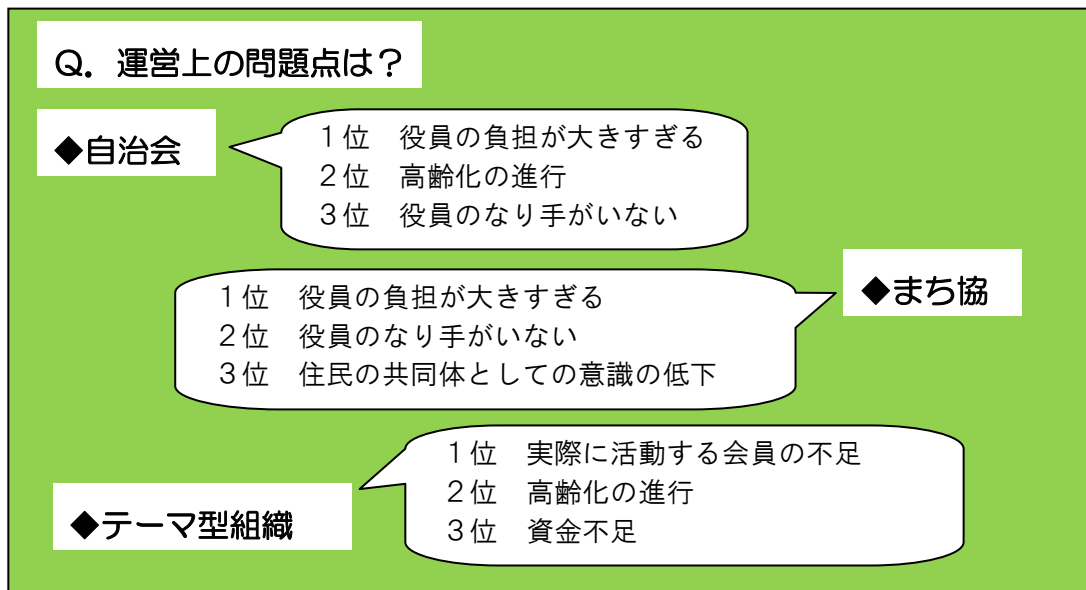 Q．運営上の問題点は？
◆自治会
１位　役員の負担が大きすぎる
２位　高齢化の進行
３位　役員のなり手がいない
◆まち協
１位　役員の負担が大きすぎる
２位　役員のなり手がいない
３位　住民の共同体としての意識の低下
◆テーマ型組織
１位　実際に活動する会員の不足
２位　高齢化の進行
３位　資金不足